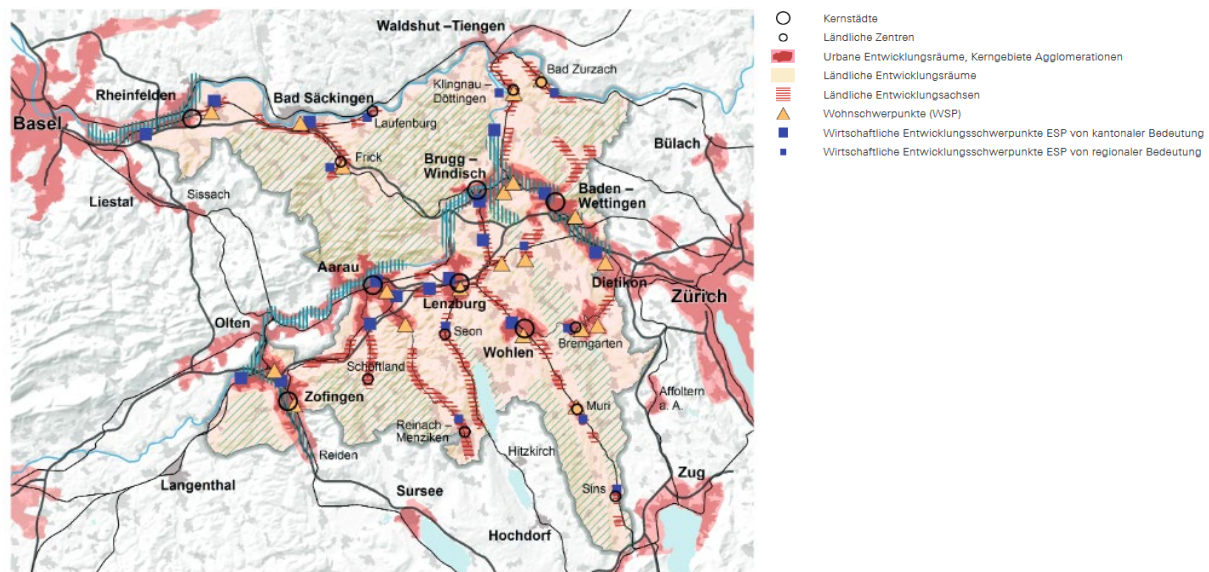 Waldshut –Tiengen
Bad Zurzach
Klingnau –
Döttingen
Rheinfelden
Bad Säckingen
Basel
Laufenburg
Bülach
Frick
Brugg –
Windisch
Baden –
Wettingen
Sissach
Liestal
Aarau
Dietikon
Zürich
Lenzburg
Olten
Seon
Wohlen
Bremgarten
Schöftland
Affoltern
a. A.
Zofingen
Muri
Reinach –
Menziken
Reiden
Hitzkirch
Langenthal
Sursee
Sins
Zug
Hochdorf
Kernstädte
Ländliche Zentren
Urbane Entwicklungsräume, Kerngebiete Agglomerationen
Ländliche Entwicklungsräume
Ländliche Entwicklungsachsen
Wohnschwerpunkte (WSP)
Wirtschaftliche Entwicklungsschwerpunkte ESP von kantonaler Bedeutung
Wirtschaftliche Entwicklungsschwerpunkte ESP von regionaler Bedeutung